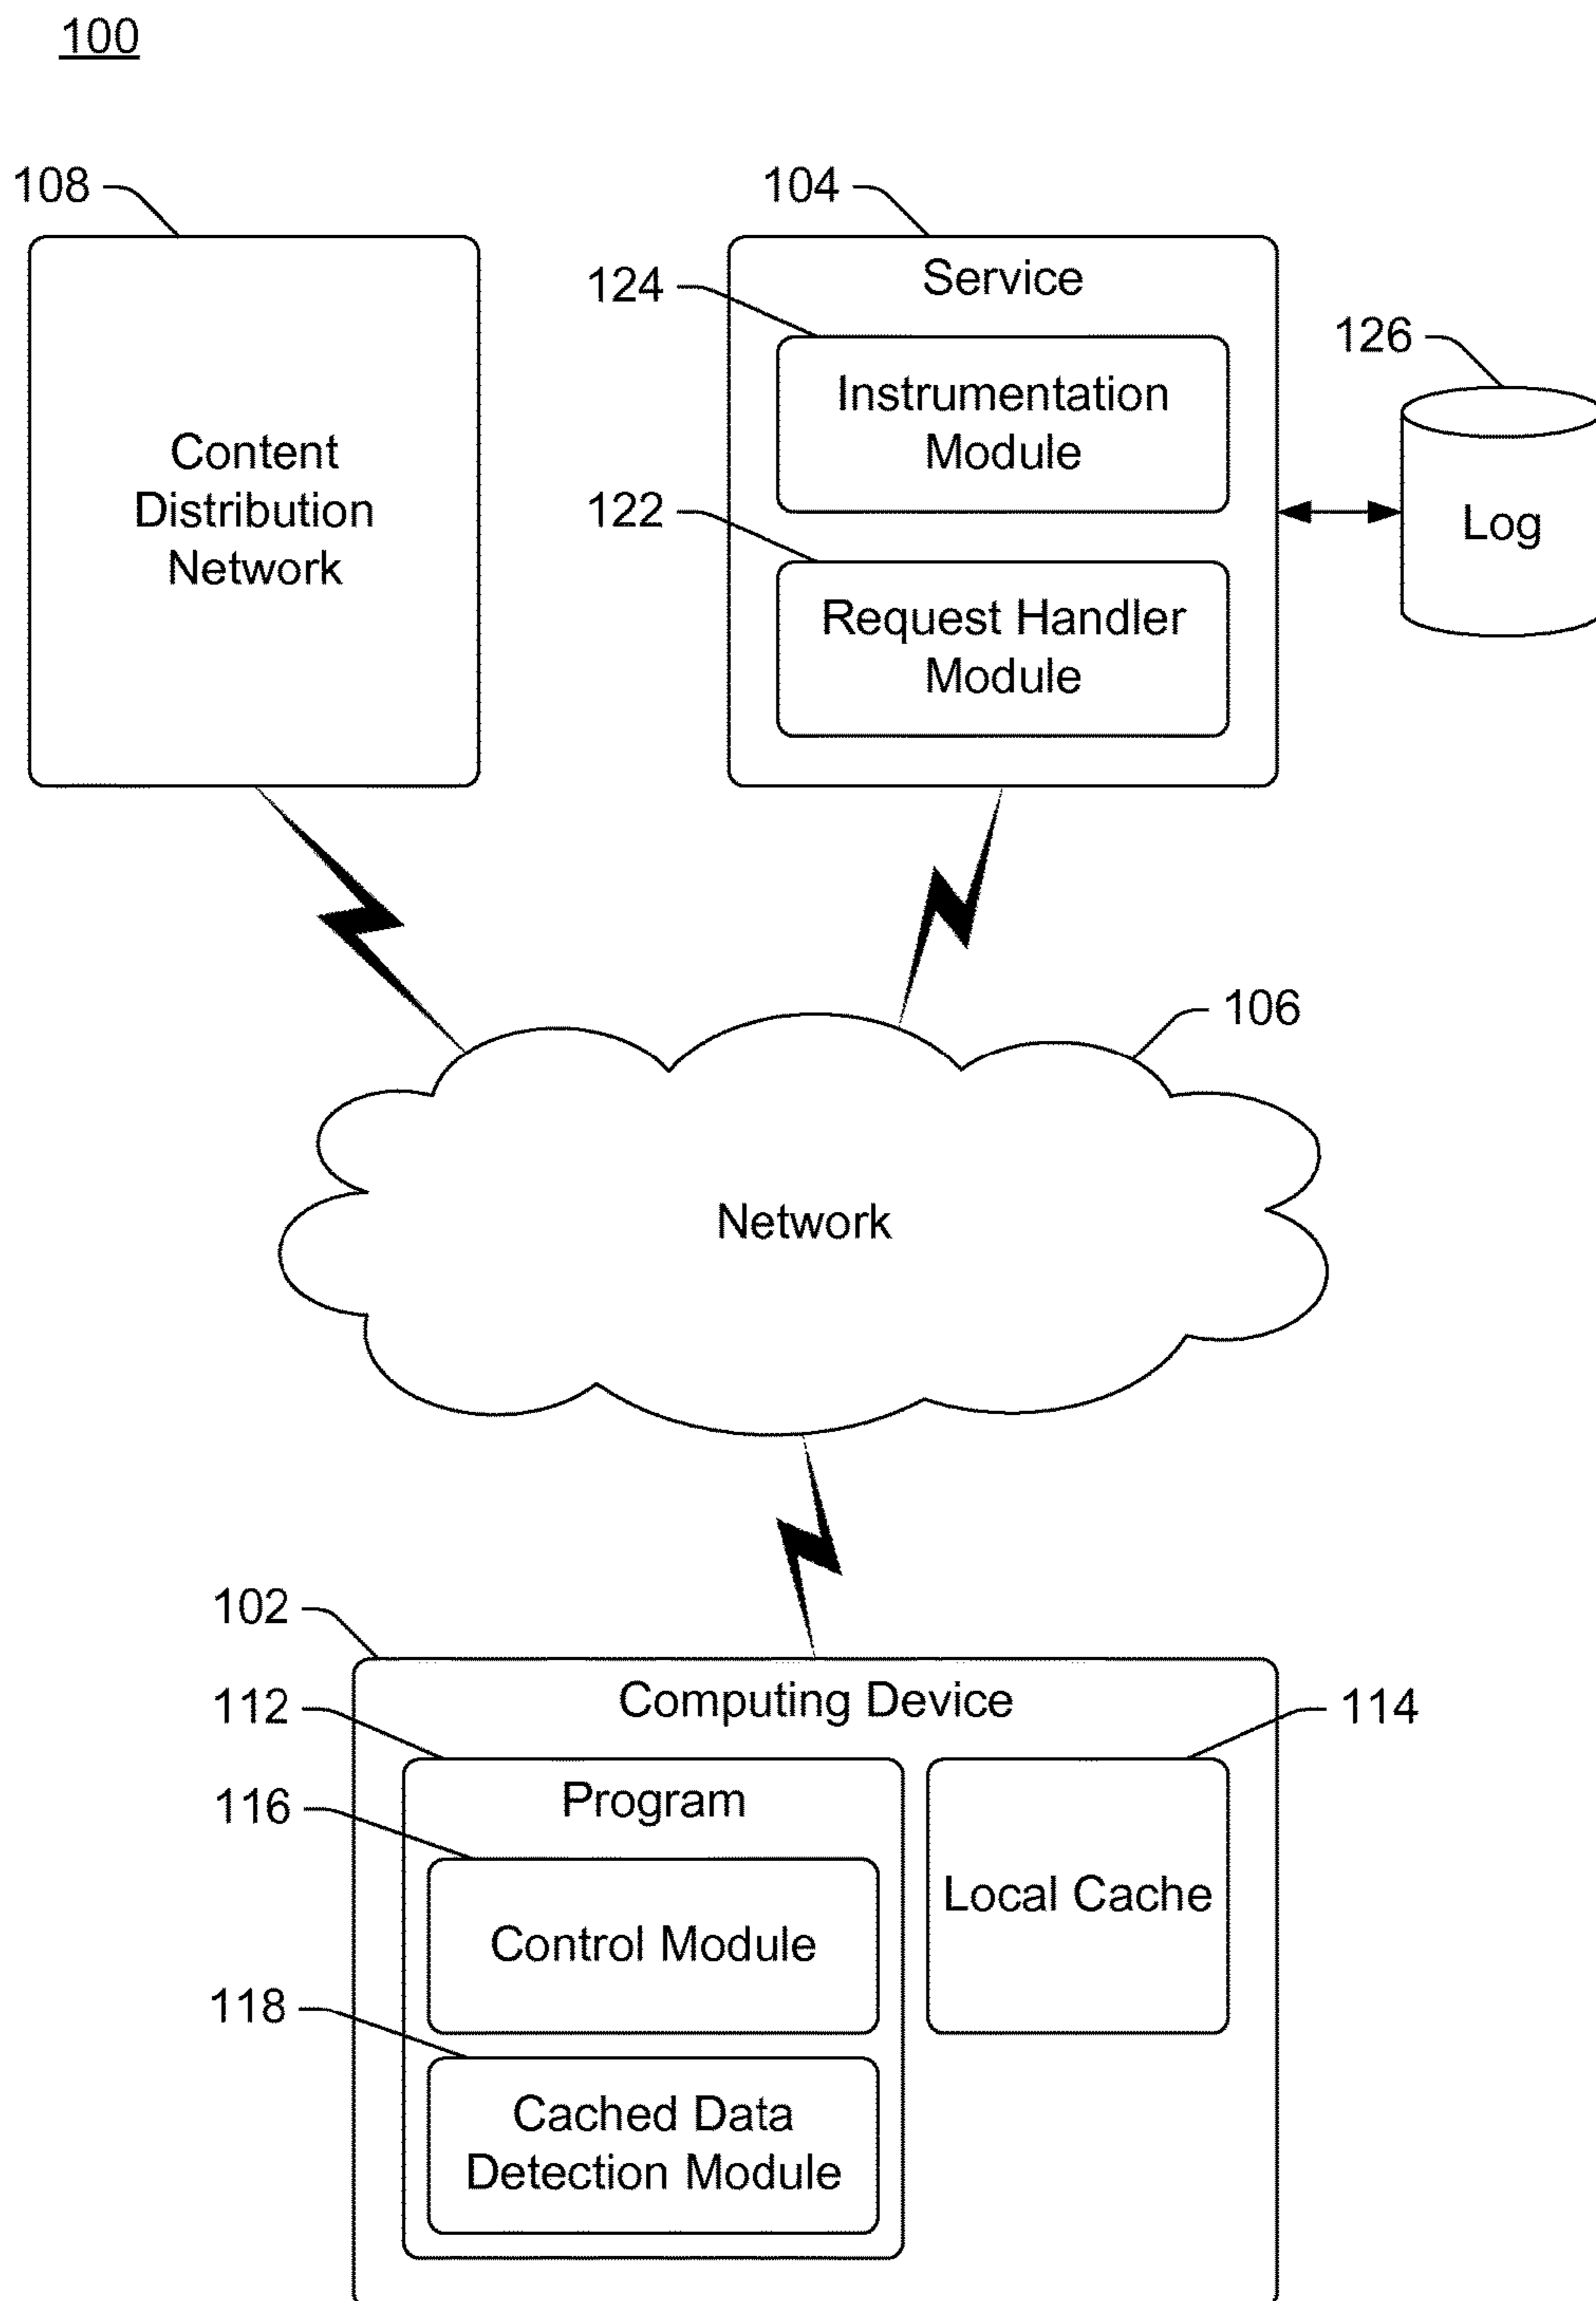 100
108
104
Service
124
Instrumentation
Module
126
Content
Distribution
Network
122
Request Handler
Module
Log
106
Network
102
Computing Device
112
114
Program
116
Local Cache
Control Module
118
Cached Data
Detection Module